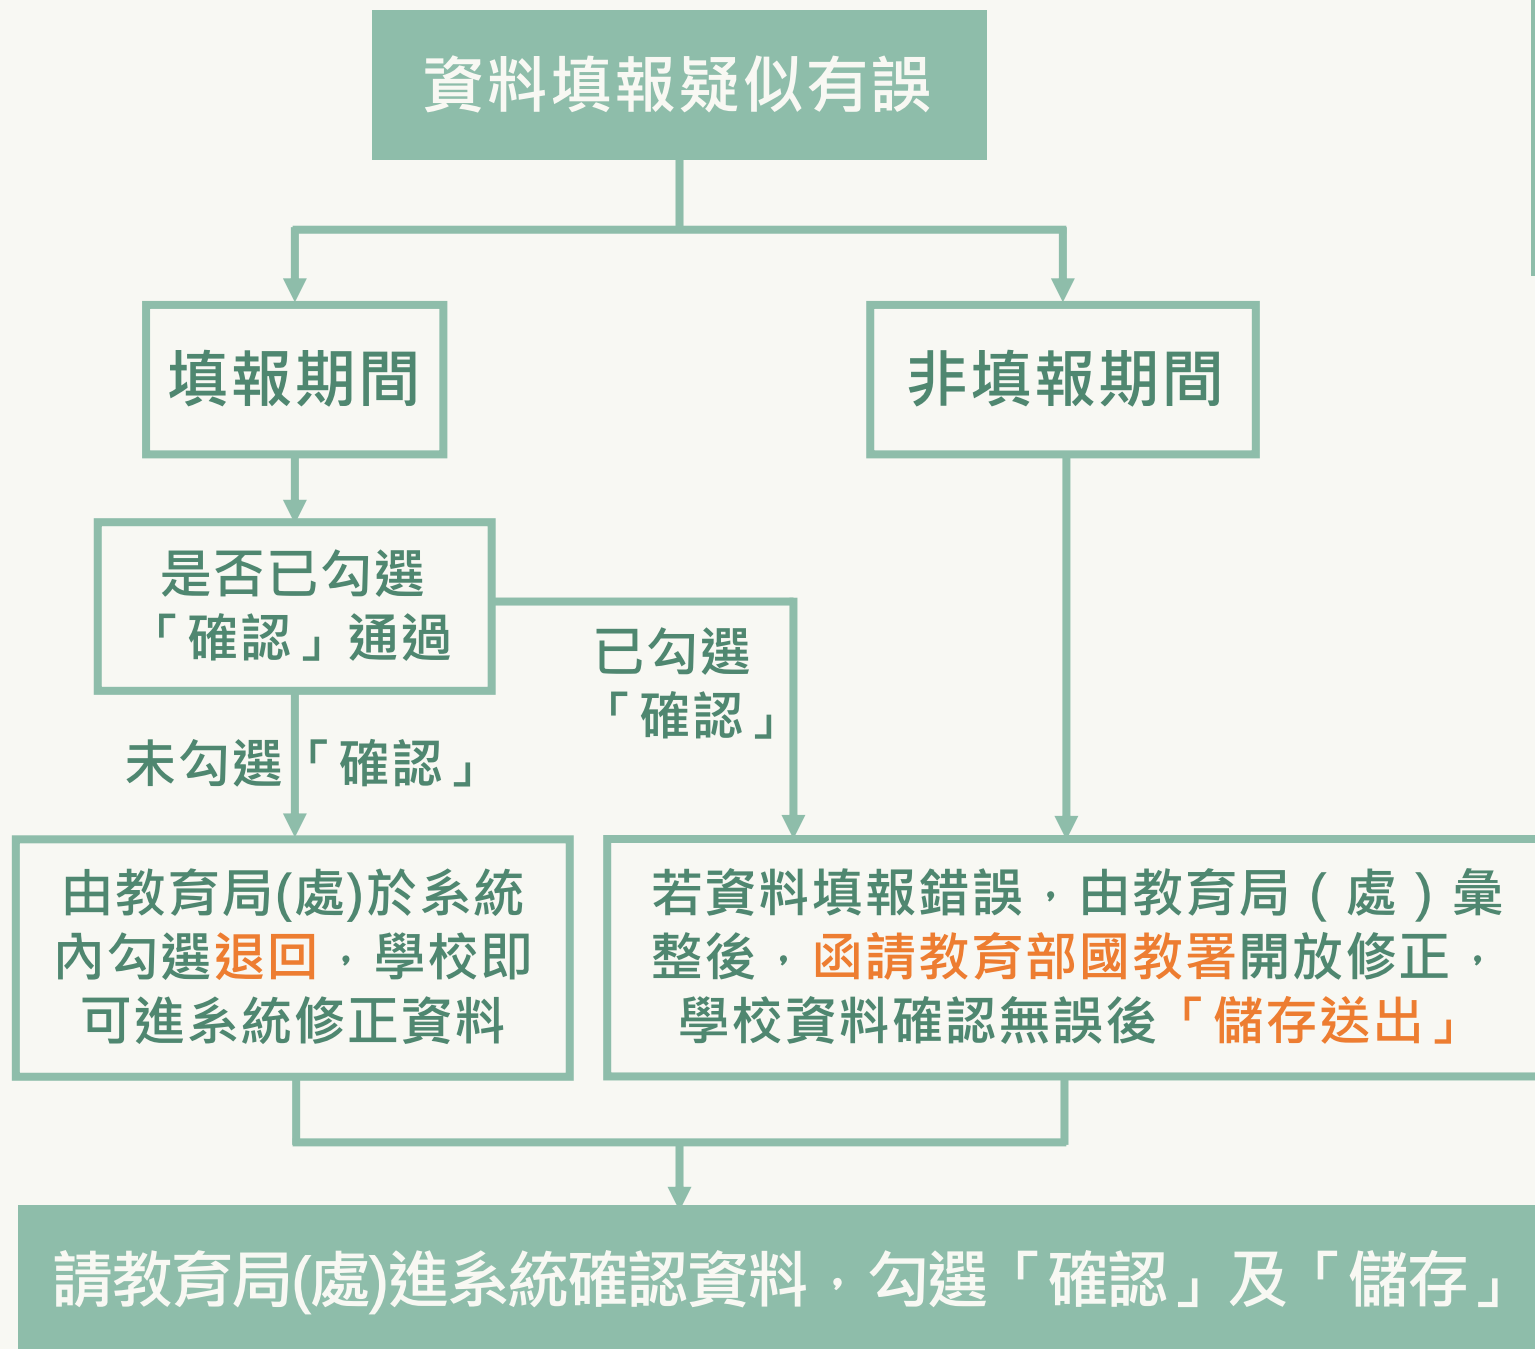 資料填報疑似有誤
填報期間
非填報期間
是否已勾選
「確認」通過
已勾選
「確認」
未勾選「確認」
由教育局(處)於系統
內勾選退回，學校即
可進系統修正資料
若資料填報錯誤，由教育局(處)彙
整後，函請教育部國教署開放修正，
學校資料確認無誤後「儲存送出」
請教育局(處)進系統確認資料，勾選「確認」及「儲存」